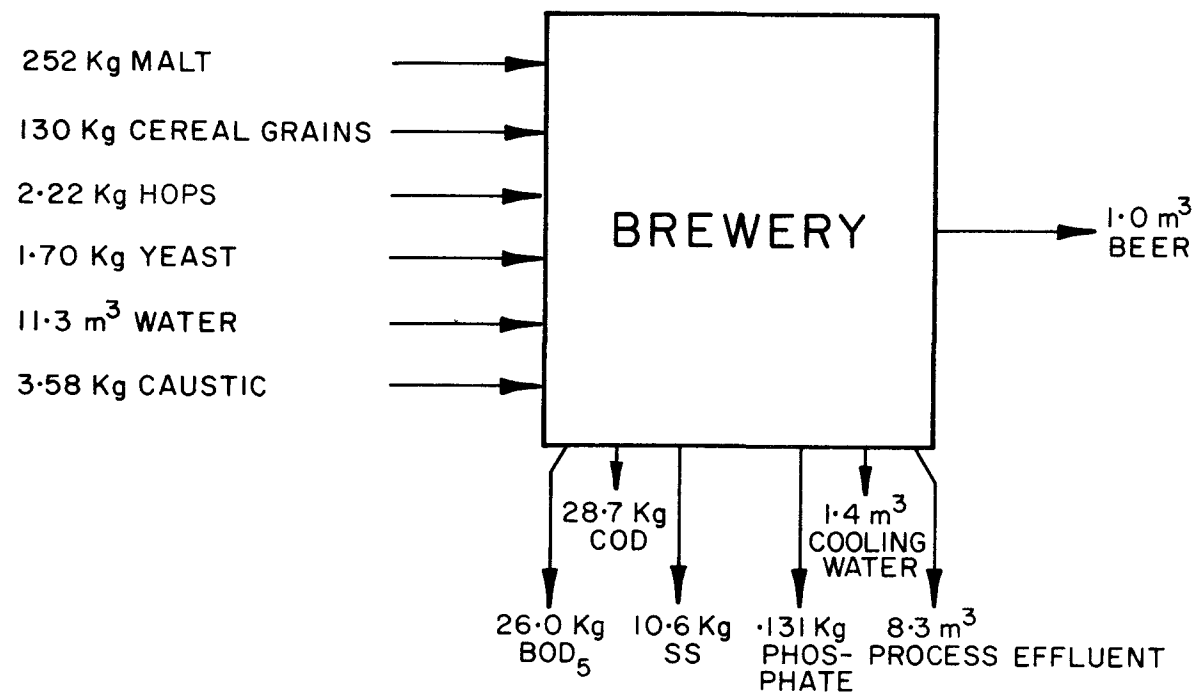 252 Kg MALT
130 Kg CEREAL GRAINS
2·22 Kg HOPS
1·70 Kg YEAST
11·3 m³ WATER
3·58 Kg CAUSTIC
BREWERY
1·0 m³
BEER
28·7 Kg
COD
1·4 m³
COOLING
WATER
26·0 Kg
BOD₅
10·6 Kg
SS
·131 Kg
PHOS-
PHATE
8·3 m³
PROCESS EFFLUENT